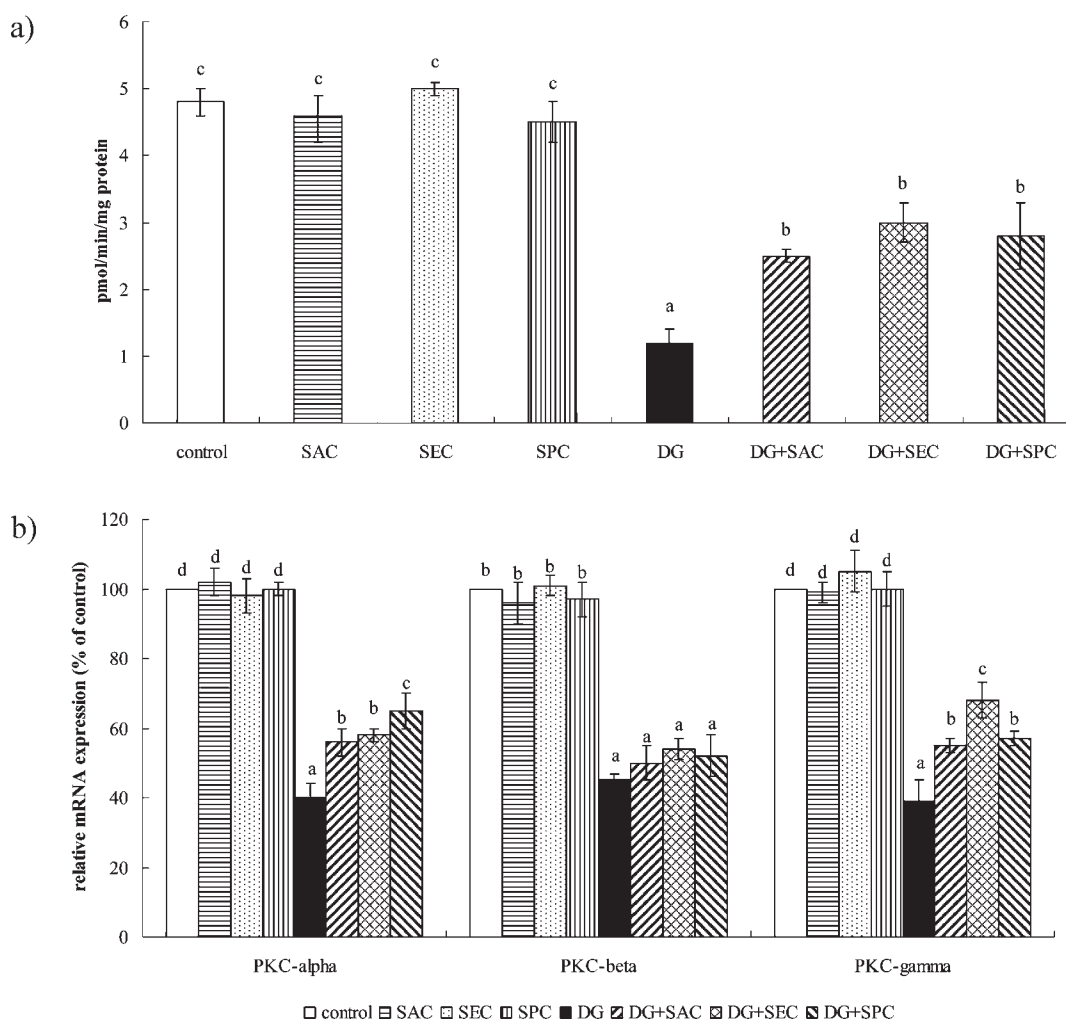 a)
6
5
4
3
2
1
0
pmol/min/mg protein
c
c
c
c
a
b
b
b
control SAC SEC SPC DG DG+SAC DG+SEC DG+SPC
b)
120
100
80
60
40
20
0
relative mRNA expression (% of control)
d d d d a b b c
b b b b a a a a
d d d d a b c b
PKC-alpha PKC-beta PKC-gamma
control SAC SEC SPC DG DG+SAC DG+SEC DG+SPC